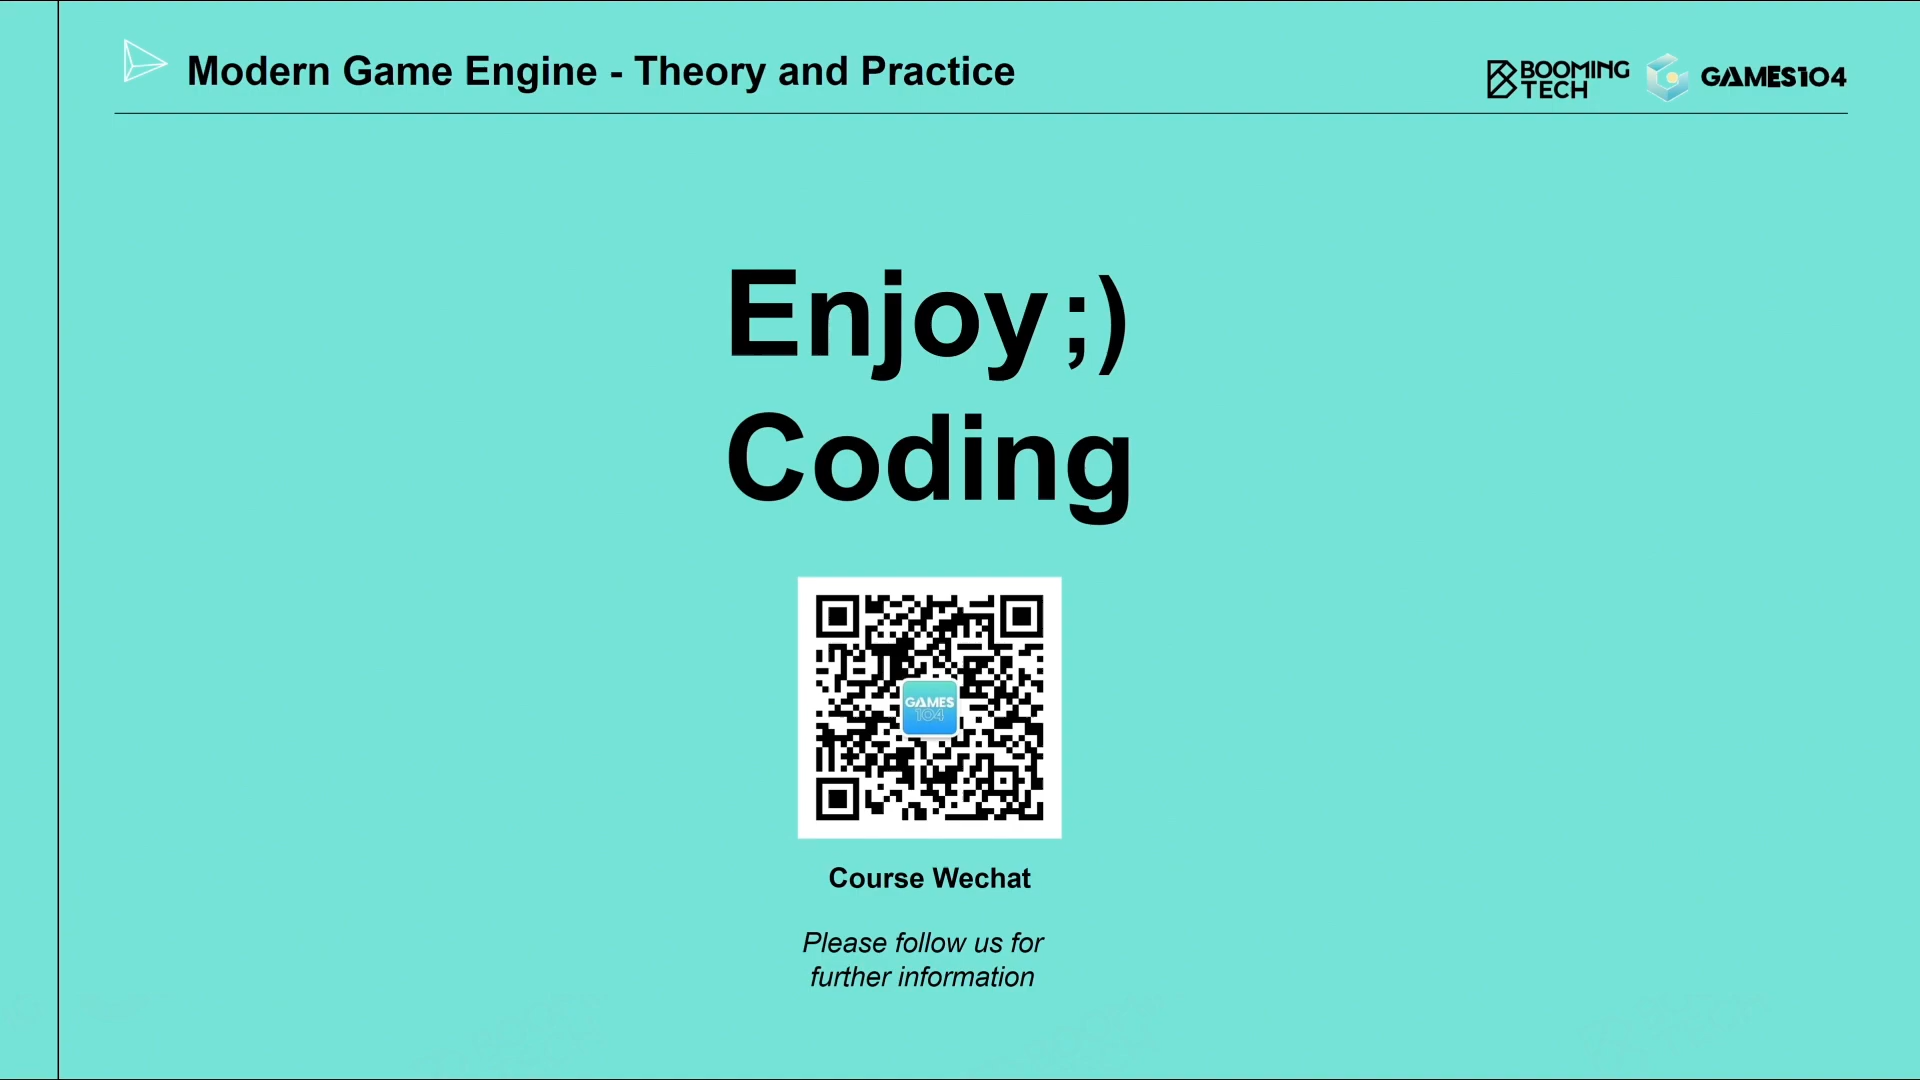 Modern Game Engine - Theory and Practice
BOOMING
TECH
GAMES104
Enjoy ;)
Coding
GAMES
104
Course Wechat
Please follow us for
further information